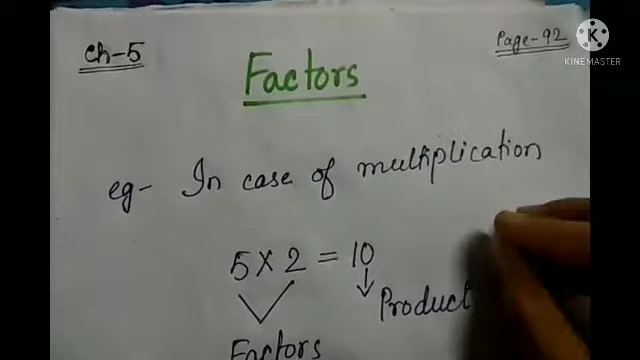 Ch-5
Page-92
KINEMASTER
Factors
eg- In case of multiplication
5 × 2 = 10
Product
Factors